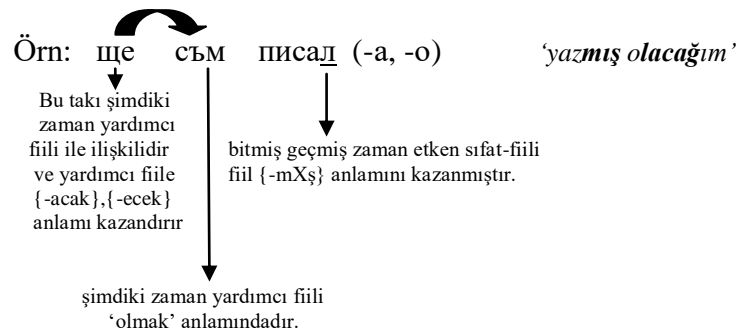 Örn: ще съм писал (-а, -о) ‘yazmış olacağım’
Bu takı şimdiki
zaman yardımcı
fiili ile ilişkilidir
ve yardımcı fiile
{-acak},{-ecek}
anlamı kazandırır
bitmiş geçmiş zaman etken sıfat-fiili
fiil {-mXş} anlamını kazanmıştır.
şimdiki zaman yardımcı fiili
‘olmak’ anlamındadır.